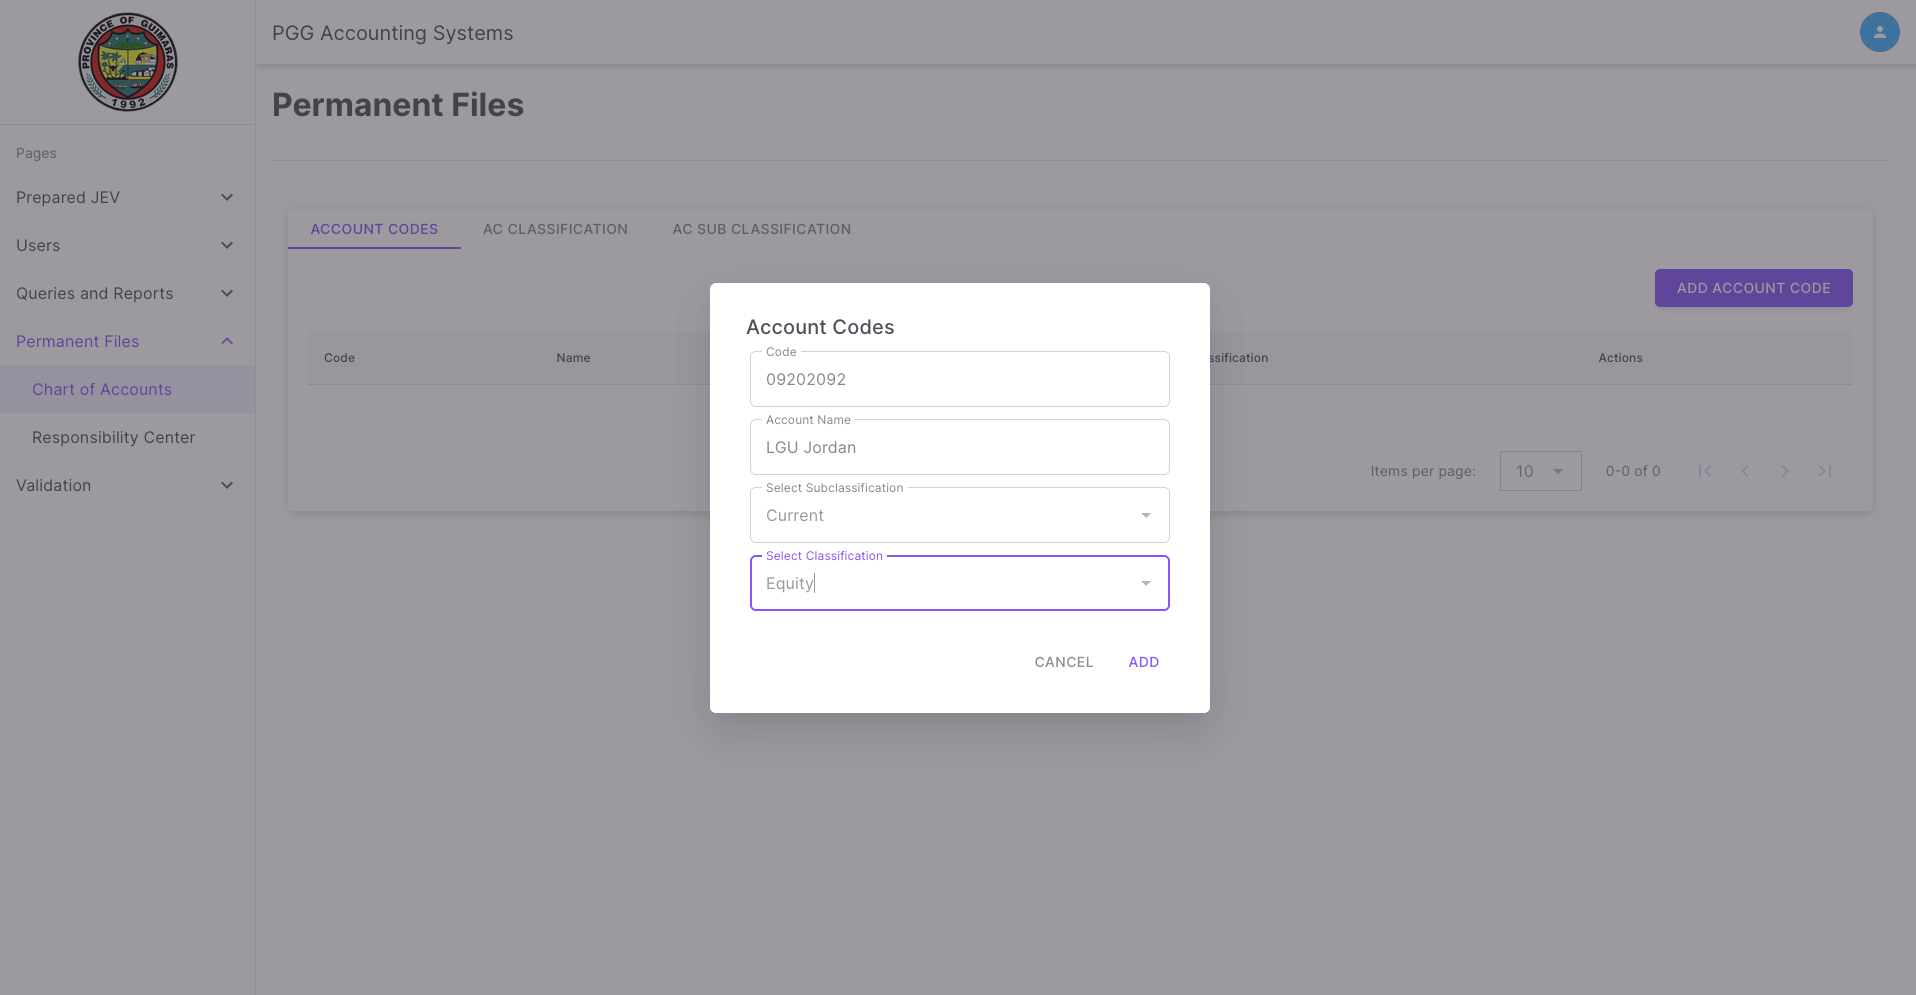 PROVINCE OF GUIMARAS
1992
PGG Accounting Systems
Permanent Files
Pages
Prepared JEV
Users
Queries and Reports
Permanent Files
Chart of Accounts
Responsibility Center
Validation
ACCOUNT CODES
AC CLASSIFICATION
AC SUB CLASSIFICATION
ADD ACCOUNT CODE
Code
Name
ssification
Actions
Items per page:
10
0-0 of 0
Account Codes
Code
09202092
Account Name
LGU Jordan
Select Subclassification
Current
Select Classification
Equity
CANCEL
ADD